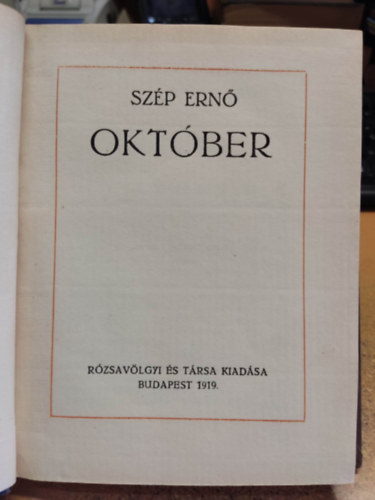 SZÉP ERNŐ
OKTÓBER
RÓZSAVÖLGYI ÉS TÁRSA KIADÁSA
BUDAPEST 1919.